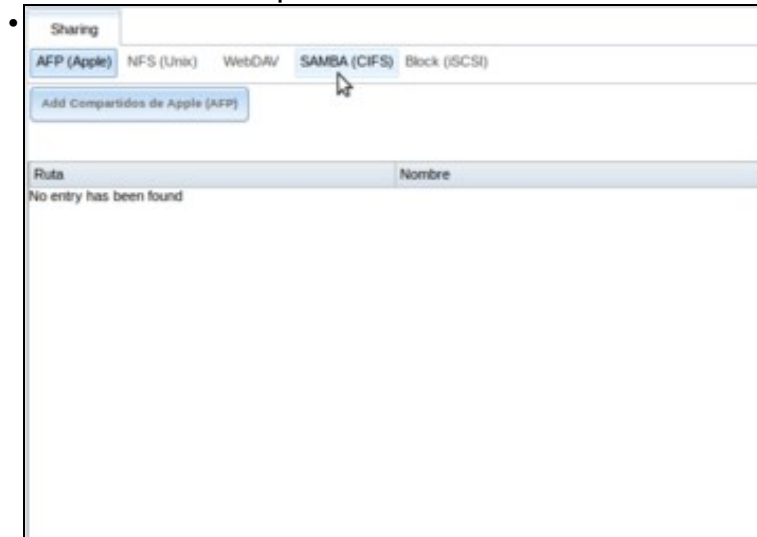 Sharing
AFP (Apple) NFS (Unix) WebDAV SAMBA (CIFS) Block (iSCSI)
Add Compartidos de Apple (AFP)
Ruta Nombre
No entry has been found